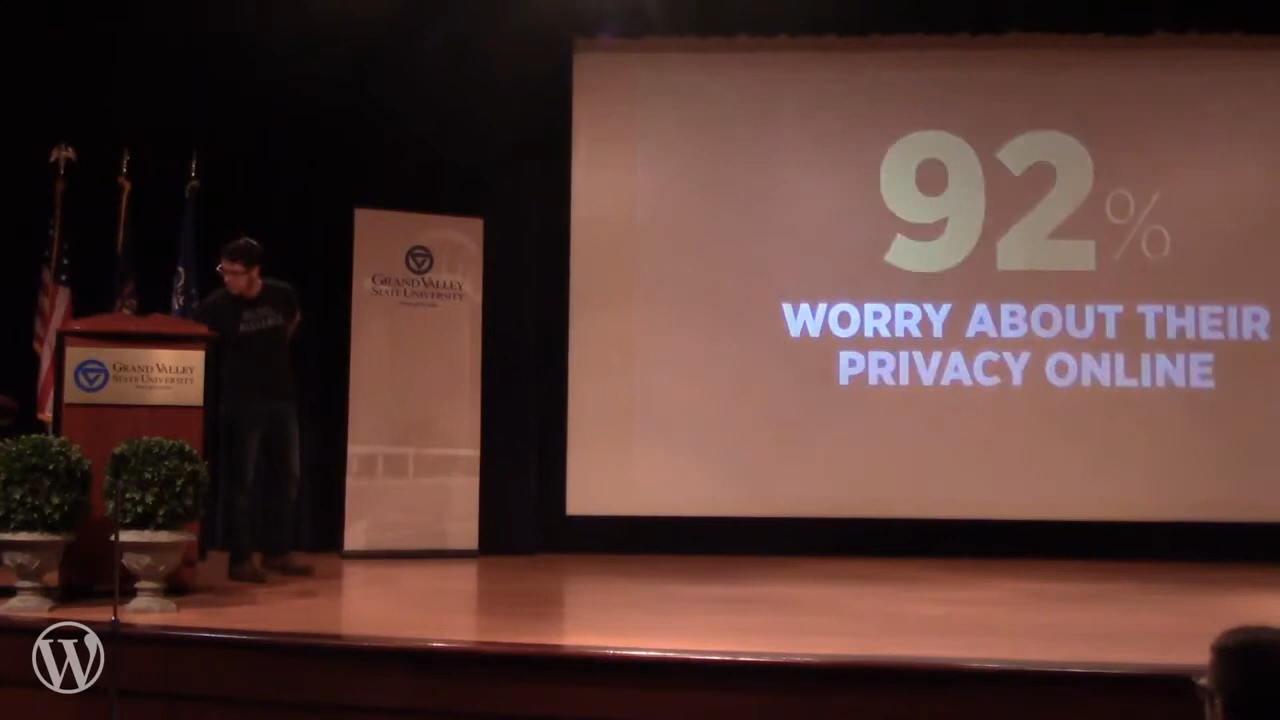 92%
WORRY ABOUT THEIR
PRIVACY ONLINE
GRAND VALLEY
STATE UNIVERSITY
GRAND VALLEY
STATE UNIVERSITY
W